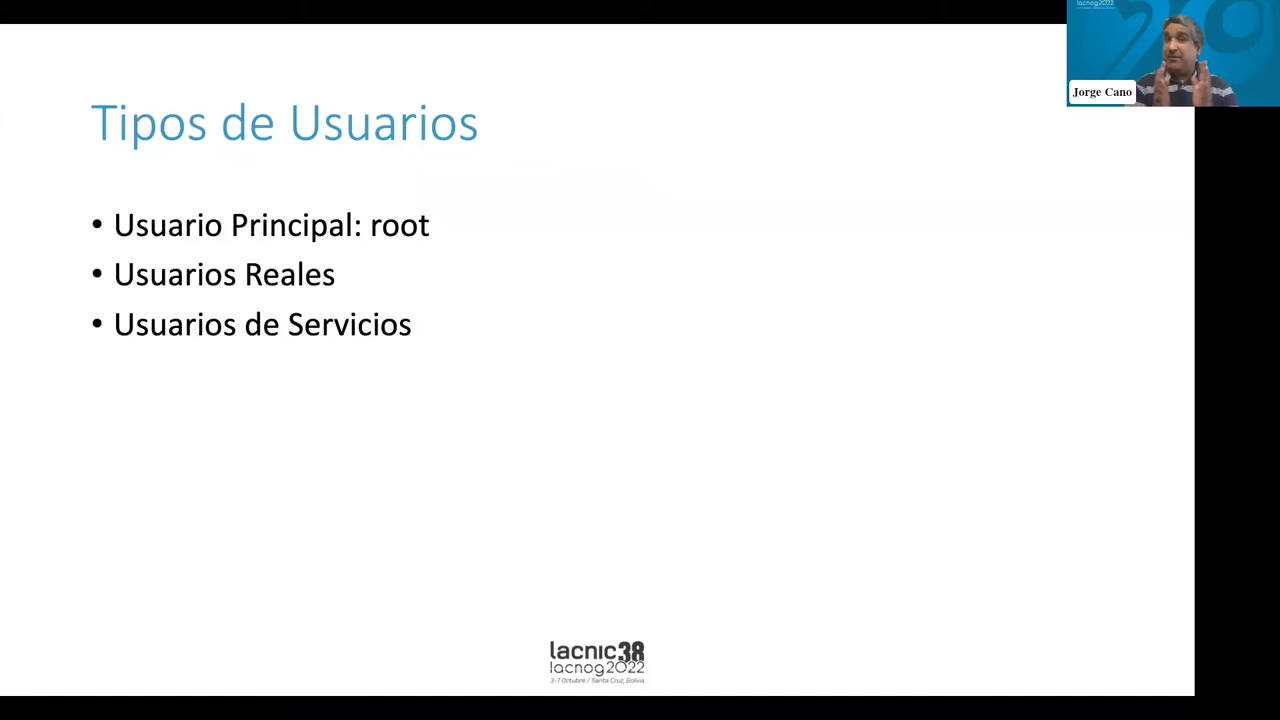 lacnog2022
Jorge Cano
Tipos de Usuarios
• Usuario Principal: root
• Usuarios Reales
• Usuarios de Servicios
lacnic38
lacnog2022
3-7 Octubre / Santa Cruz, Bolivia